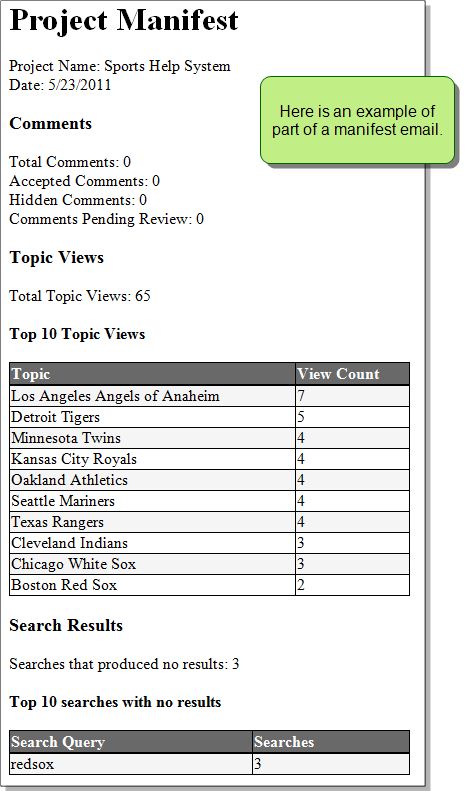 Project Manifest
Project Name: Sports Help System
Date: 5/23/2011
Here is an example of
part of a manifest email.
Comments
Total Comments: 0
Accepted Comments: 0
Hidden Comments: 0
Comments Pending Review: 0
Topic Views
Total Topic Views: 65
Top 10 Topic Views
Topic View Count
Los Angeles Angels of Anaheim 7
Detroit Tigers 5
Minnesota Twins 4
Kansas City Royals 4
Oakland Athletics 4
Seattle Mariners 4
Texas Rangers 4
Cleveland Indians 3
Chicago White Sox 3
Boston Red Sox 2
Search Results
Searches that produced no results: 3
Top 10 searches with no results
Search Query Searches
redsox 3